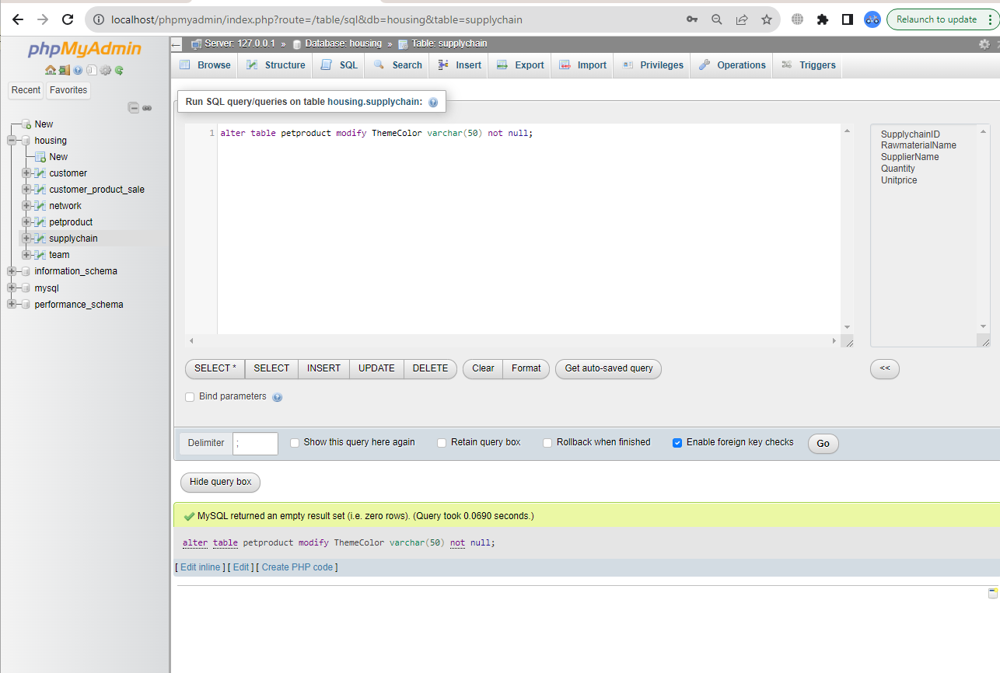 localhost/phpmyadmin/index.php?route=/table/sql&db=housing&table=supplychain
Relaunch to update
phpMyAdmin
Recent
Favorites
New
housing
New
customer
customer_product_sale
network
petproduct
supplychain
team
information_schema
mysql
performance_schema
Server: 127.0.0.1 » Database: housing » Table: supplychain
Browse
Structure
SQL
Search
Insert
Export
Import
Privileges
Operations
Triggers
Run SQL query/queries on table housing.supplychain:
1 alter table petproduct modify ThemeColor varchar(50) not null;
SupplychainID
RawmaterialName
SupplierName
Quantity
Unitprice
SELECT *
SELECT
INSERT
UPDATE
DELETE
Clear
Format
Get auto-saved query
<<
Bind parameters
Delimiter
;
Show this query here again
Retain query box
Rollback when finished
Enable foreign key checks
Go
Hide query box
MySQL returned an empty result set (i.e. zero rows). (Query took 0.0690 seconds.)
alter table petproduct modify ThemeColor varchar(50) not null;
[ Edit inline ] [ Edit ] [ Create PHP code ]